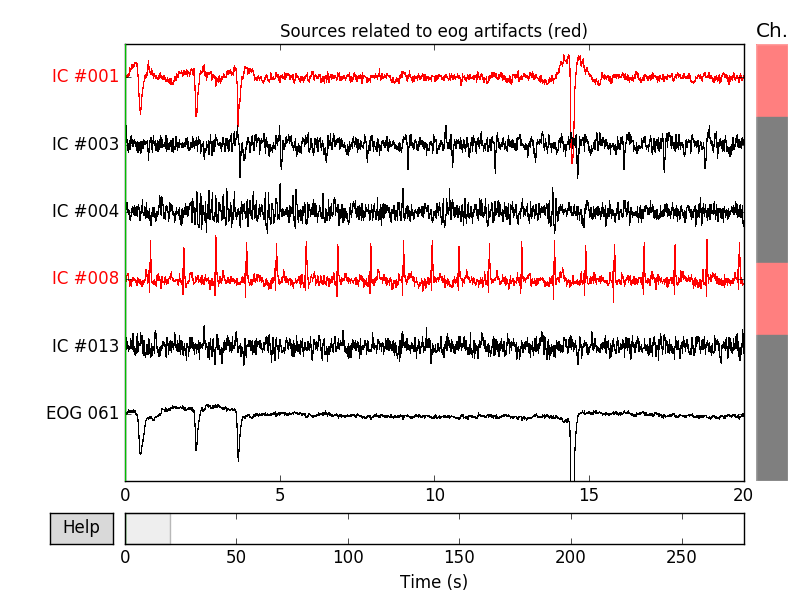 Sources related to eog artifacts (red)
Ch.
IC #001
IC #003
IC #004
IC #008
IC #013
EOG 061
0 5 10 15 20
Help
0 50 100 150 200 250
Time (s)